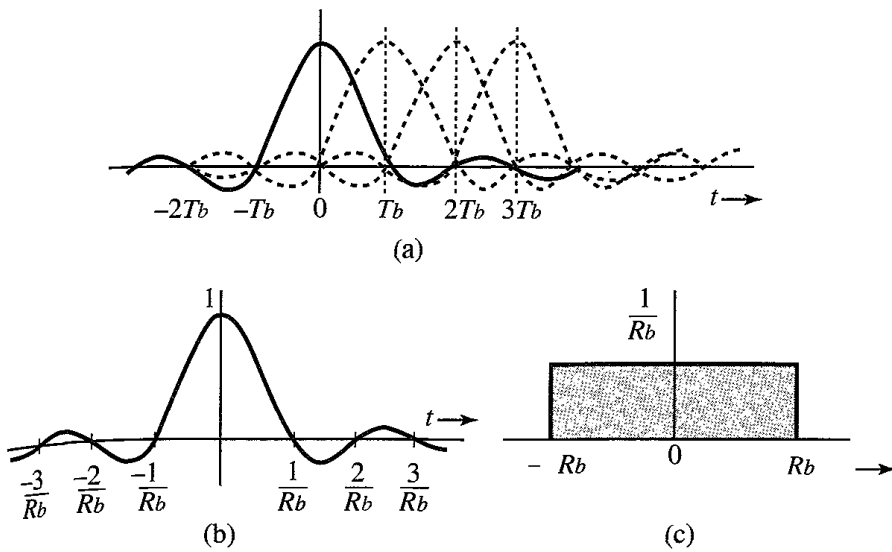 -2Tb -Tb 0 Tb 2Tb 3Tb t
(a)
1
t
-3/Rb -2/Rb -1/Rb 1/Rb 2/Rb 3/Rb
(b)
1/Rb
- Rb 0 Rb
(c)